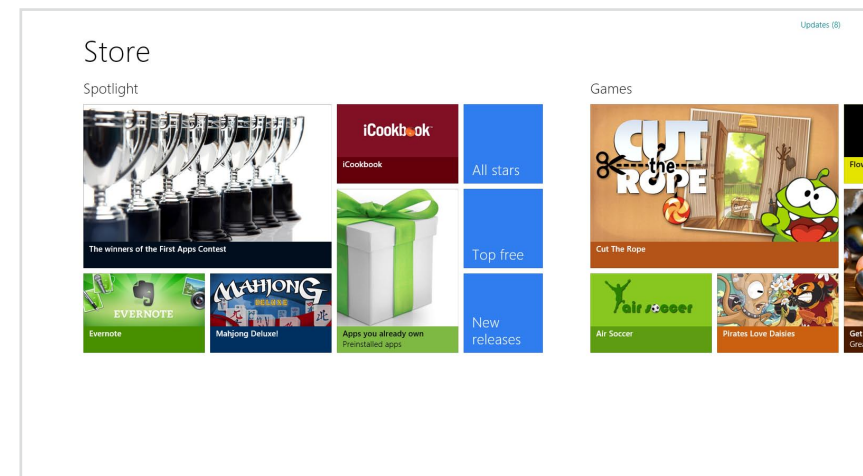 Updates (8)
Store
Spotlight
Games
iCookbook
iCookbook
All stars
The winners of the First Apps Contest
Top free
EVERNOTE
Evernote
MAHJONG
DELUXE
Mahjong Deluxe!
Apps you already own
Preinstalled apps
New
releases
CUT
the
ROPE
Cut The Rope
air soccer
Air Soccer
Pirates Love Daisies